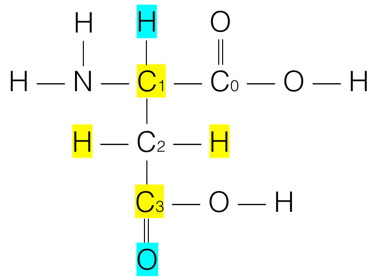 H H O
H N C₁ C₀ O H
H C₂ H
C₃ O H
O